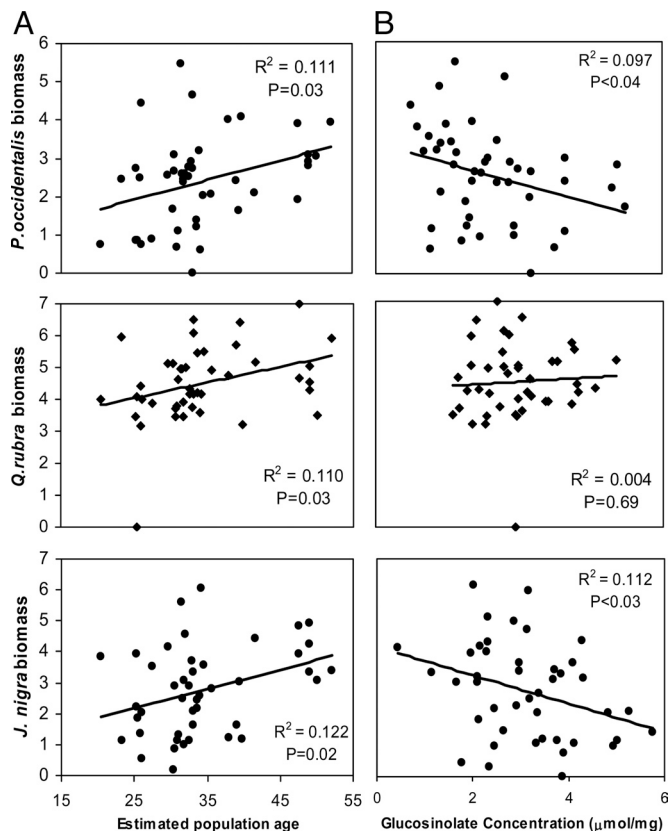 A
B
P.occidentalis biomass
6
5
4
3
2
1
0
R² = 0.111
P=0.03
R² = 0.097
P<0.04
Q.rubra biomass
7
6
5
4
3
2
1
0
R² = 0.110
P=0.03
R² = 0.004
P=0.69
J. nigra biomass
7
6
5
4
3
2
1
0
R² = 0.122
P=0.02
R² = 0.112
P<0.03
15 25 35 45 55
0 2 4 6
Estimated population age
Glucosinolate Concentration (μmol/mg)